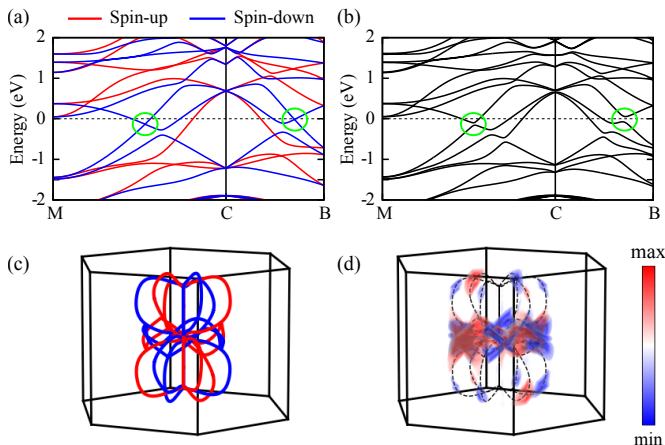 (a) Spin-up Spin-down (b)
2 2
1 1
Energy (eV) 0 Energy (eV) 0
-1 -1
-2 -2
M C B M C B
(c) (d) max
min